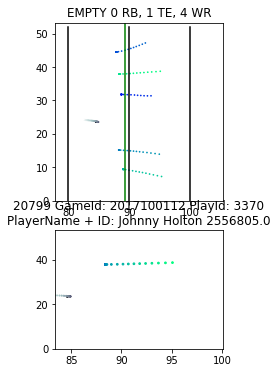 EMPTY 0 RB, 1 TE, 4 WR
50
40
30
20
10
0
80 90 100
20799 GameId: 2017100112 PlayId: 3370
PlayerName + ID: Johnny Holton 2556805.0
40
20
0
85 90 95 100